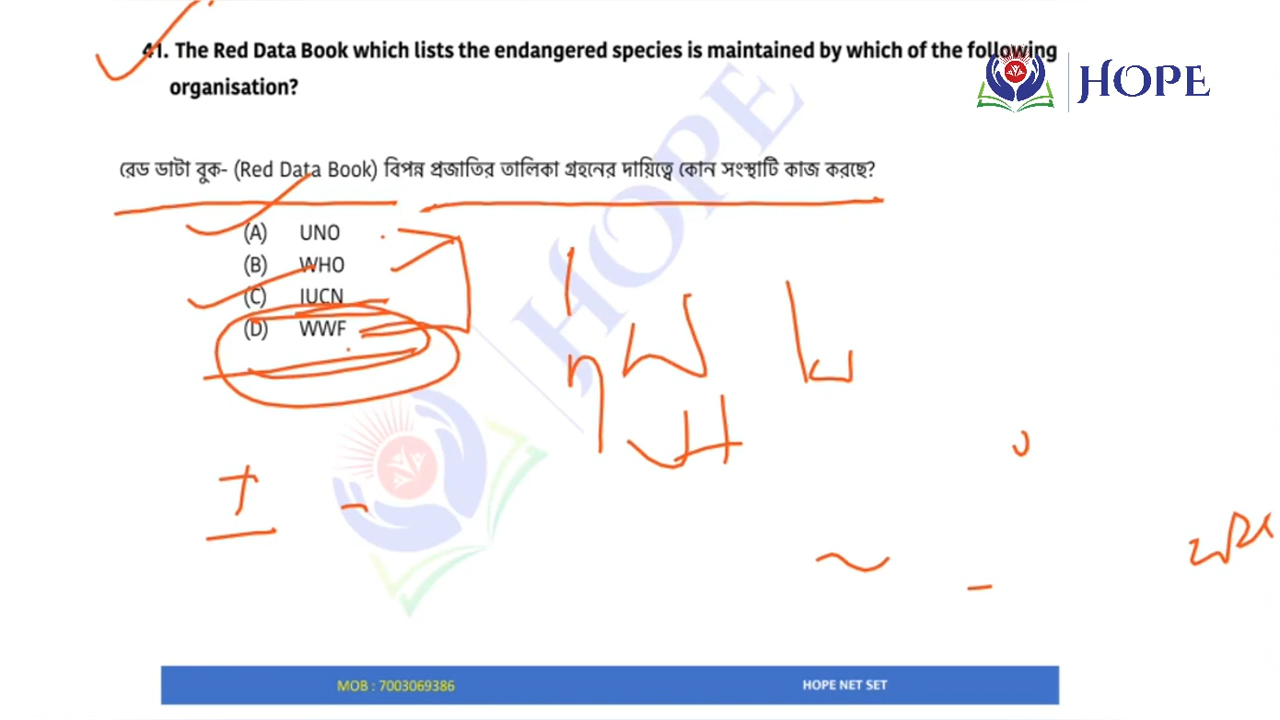 41. The Red Data Book which lists the endangered species is maintained by which of the following
organisation?
HOPE
রেড ডাটা বুক- (Red Data Book) বিপন্ন প্রজাতির তালিকা গ্রহনের দায়িত্বে কোন সংস্থাটি কাজ করছে?
(A) UNO
(B) WHO
(C) IUCN
(D) WWF
HOPE
MOB : 7003069386
HOPE NET SET